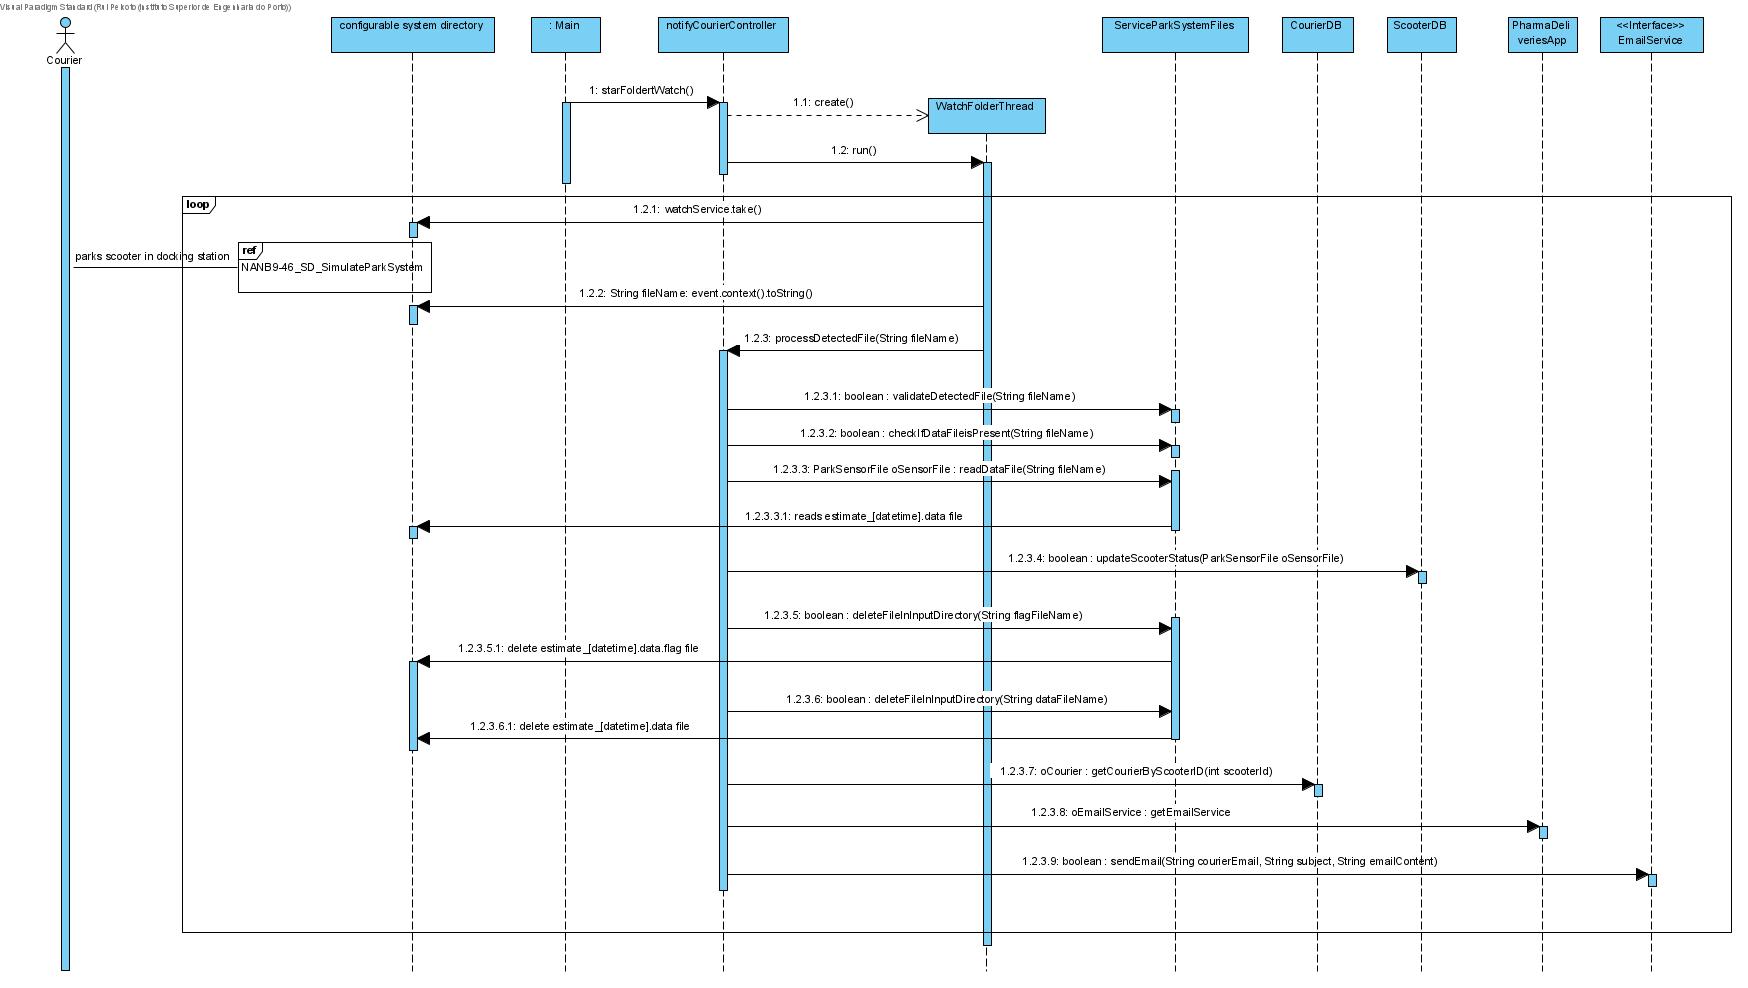 Visual Paradigm Standard (Rui Peixoto (Instituto Superior de Engenharia do Porto))
Courier
configurable system directory
: Main
notifyCourierController
ServiceParkSystemFiles
CourierDB
ScooterDB
PharmaDeli
veriesApp
<<Interface>>
EmailService
1: starFoldertWatch()
1.1: create()
WatchFolderThread
1.2: run()
loop
1.2.1: watchService.take()
ref
parks scooter in docking station
NANB9-46_SD_SimulateParkSystem
1.2.2: String fileName: event.context().toString()
1.2.3: processDetectedFile(String fileName)
1.2.3.1: boolean : validateDetectedFile(String fileName)
1.2.3.2: boolean : checkIfDataFileisPresent(String fileName)
1.2.3.3: ParkSensorFile oSensorFile : readDataFile(String fileName)
1.2.3.3.1: reads estimate_[datetime].data file
1.2.3.4: boolean : updateScooterStatus(ParkSensorFile oSensorFile)
1.2.3.5: boolean : deleteFileInInputDirectory(String flagFileName)
1.2.3.5.1: delete estimate_[datetime].data.flag file
1.2.3.6: boolean : deleteFileInInputDirectory(String dataFileName)
1.2.3.6.1: delete estimate_[datetime].data file
1.2.3.7: oCourier : getCourierByScooterID(int scooterId)
1.2.3.8: oEmailService : getEmailService
1.2.3.9: boolean : sendEmail(String courierEmail, String subject, String emailContent)